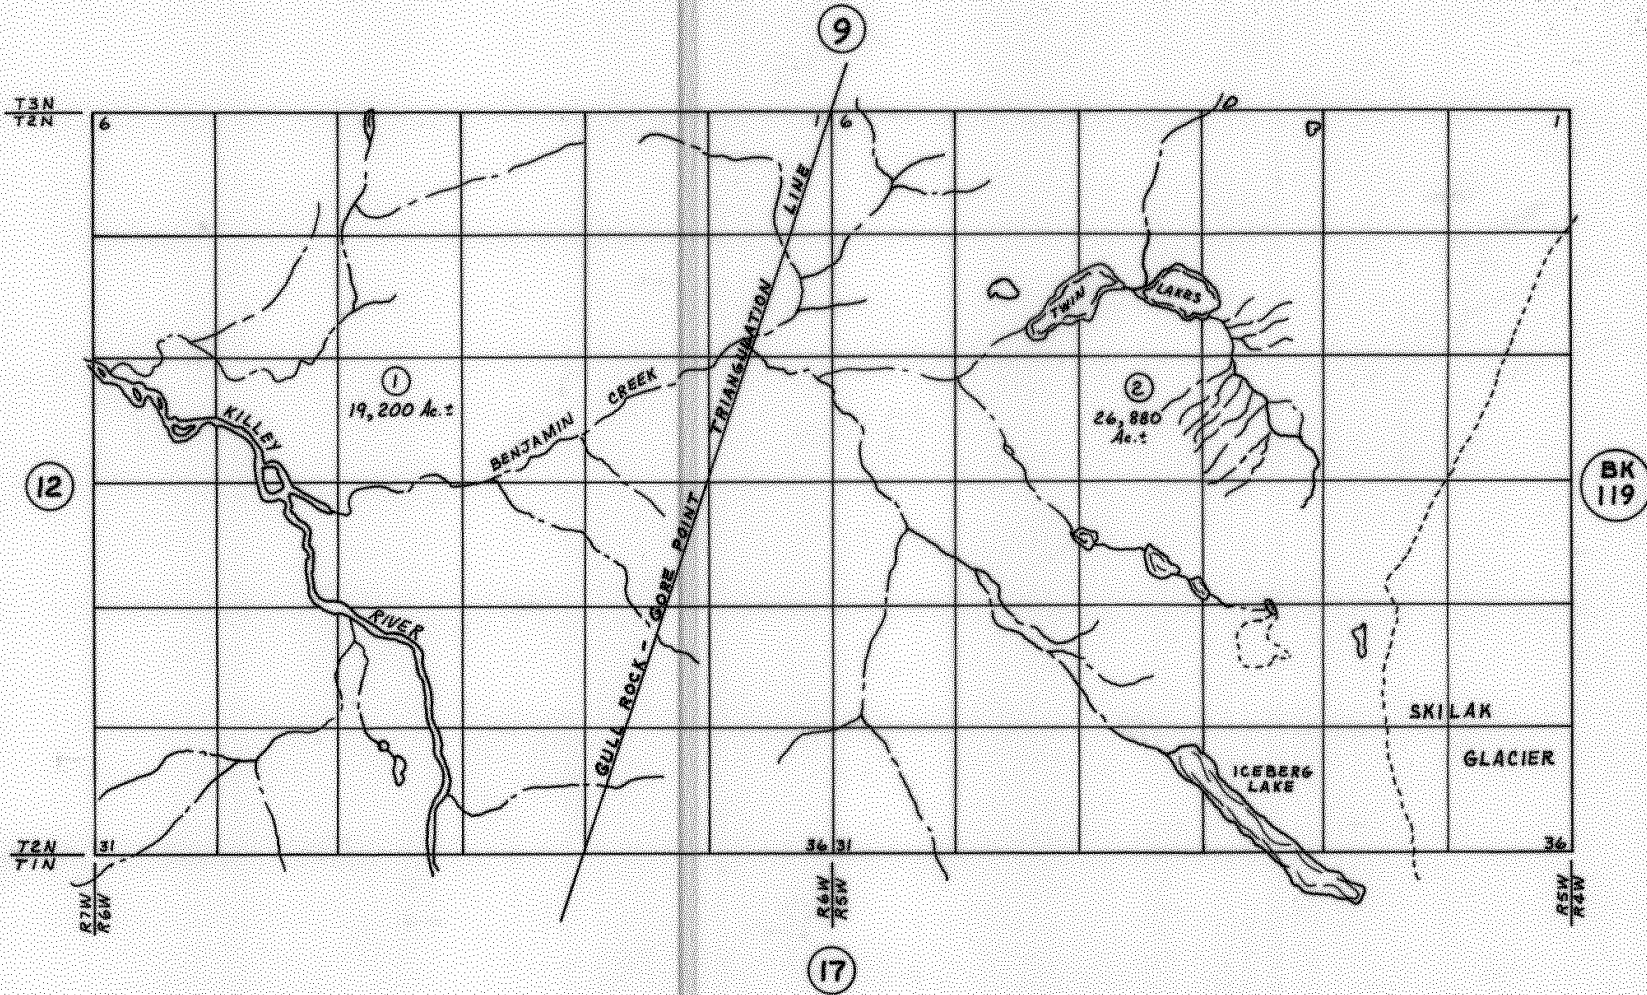 9
T3N
T2N
6
1
6
1
LINE
TWIN
LAKES
TRIANGULATION
1
19,200 Ac.±
2
26,880
Ac.±
KILLEY
BENJAMIN
CREEK
12
BK
119
GULL ROCK - GORE POINT
RIVER
SKILAK
GLACIER
ICEBERG
LAKE
T2N
T1N
31
36
31
36
R7W
R6W
R6W
R5W
R5W
R4W
17